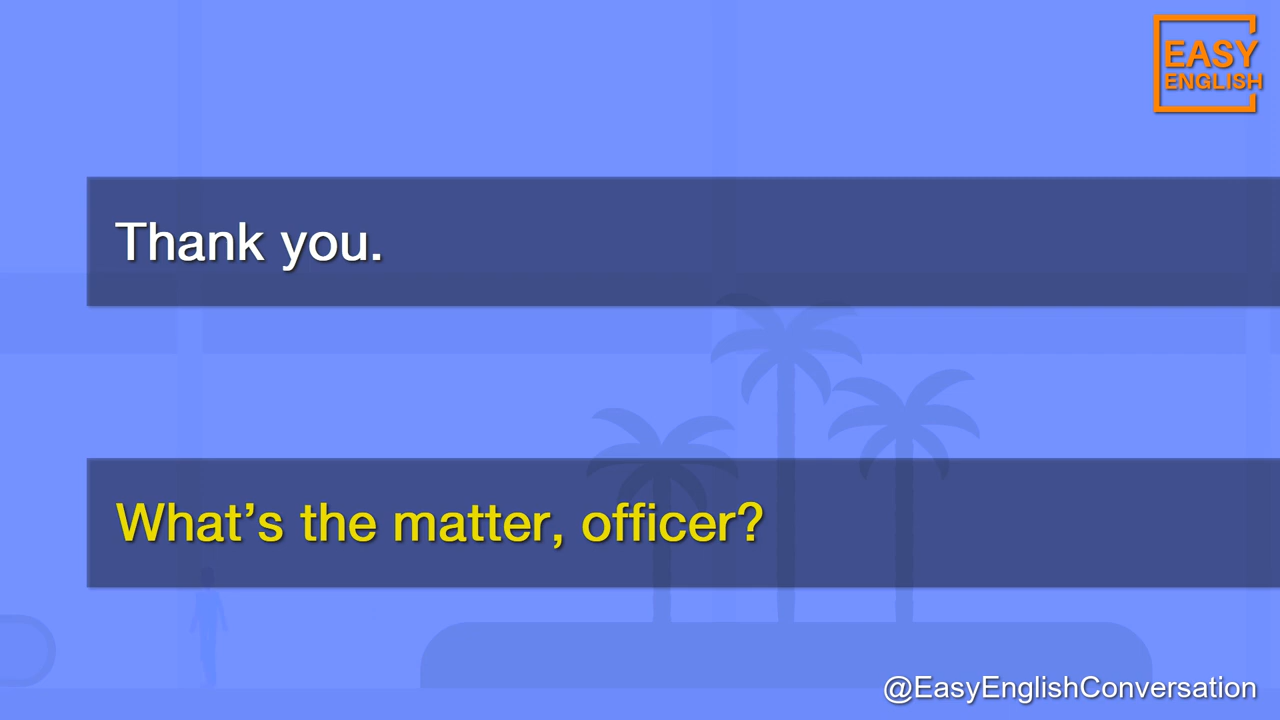 EASY
ENGLISH
Thank you.
What’s the matter, officer?
@EasyEnglishConversation